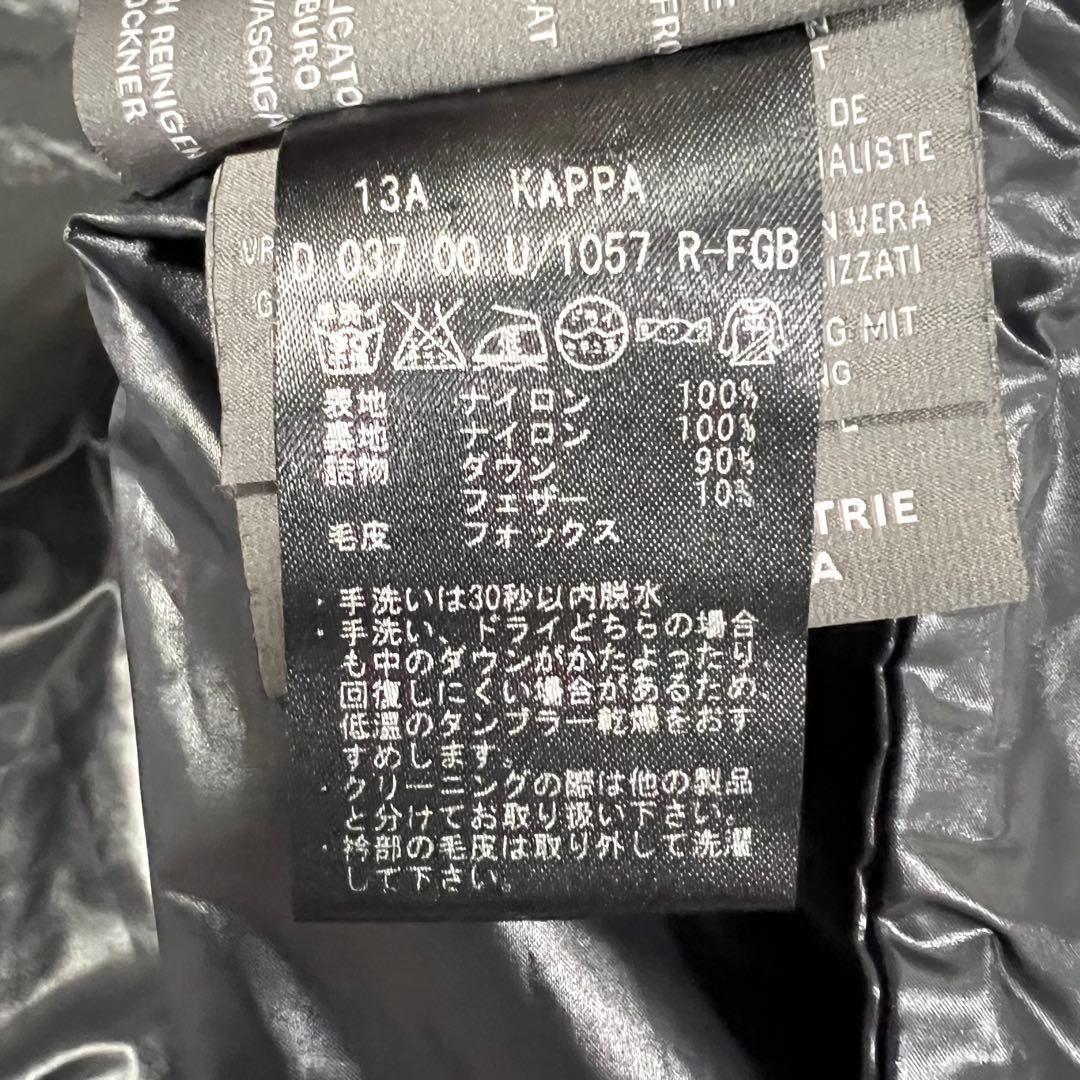 H REINIGEN
WASCHGA
OCKNER
LICATO
BURO
AT
FRO
DE
ALISTE
N VERA
IZZATI
G MIT
NG
TRIE
A
13A KAPPA
D 037 00 U/1057 R-FGB
表地 ナイロン 100%
裏地 ナイロン 100%
詰物 ダウン 90%
フェザー 10%
毛皮 フォックス
・手洗いは30秒以内脱水
・手洗い、ドライどちらの場合
も中のダウンがかたよったり、
回復しにくい場合があるため
低温のタンブラー乾燥をおす
すめします。
・クリーニングの際は他の製品
と分けてお取り扱い下さい。
・衿部の毛皮は取り外して洗濯
して下さい。